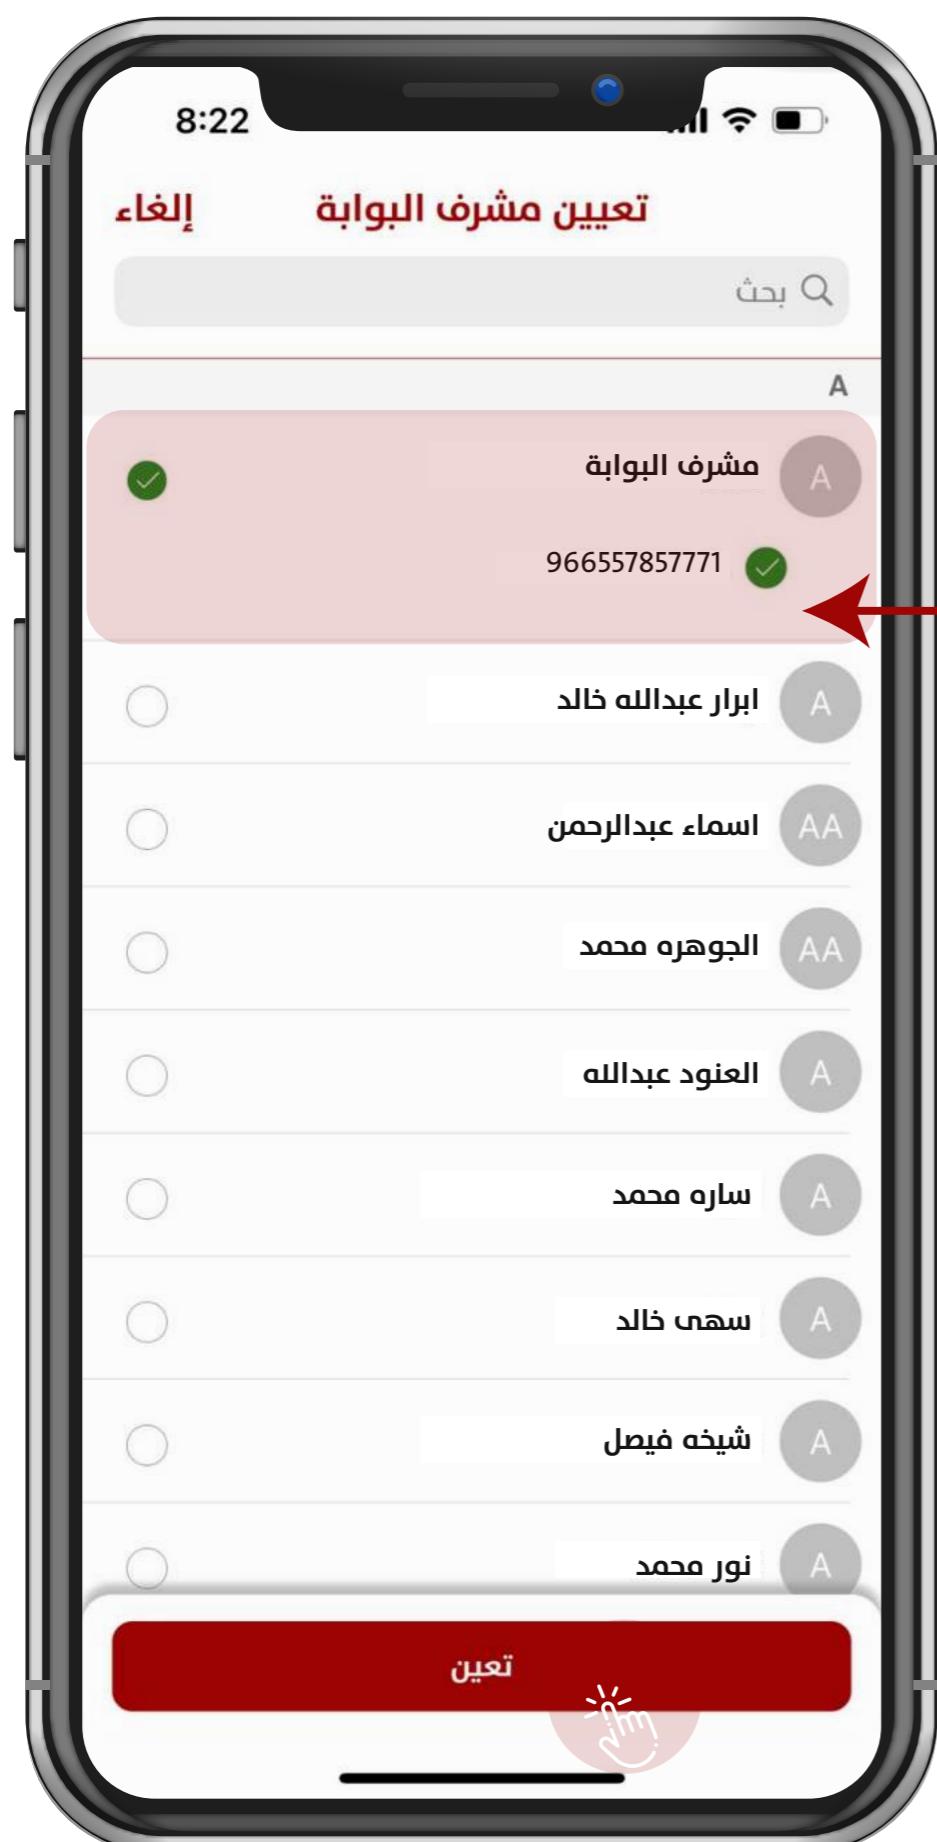 8:22
تعيين مشرف البوابة
إلغاء
بحث
A
A
مشرف البوابة
966557857771
A
ابرار عبدالله خالد
AA
اسماء عبدالرحمن
AA
الجوهره محمد
A
العنود عبدالله
A
ساره محمد
A
سهى خالد
A
شيخه فيصل
A
نور محمد
تعين